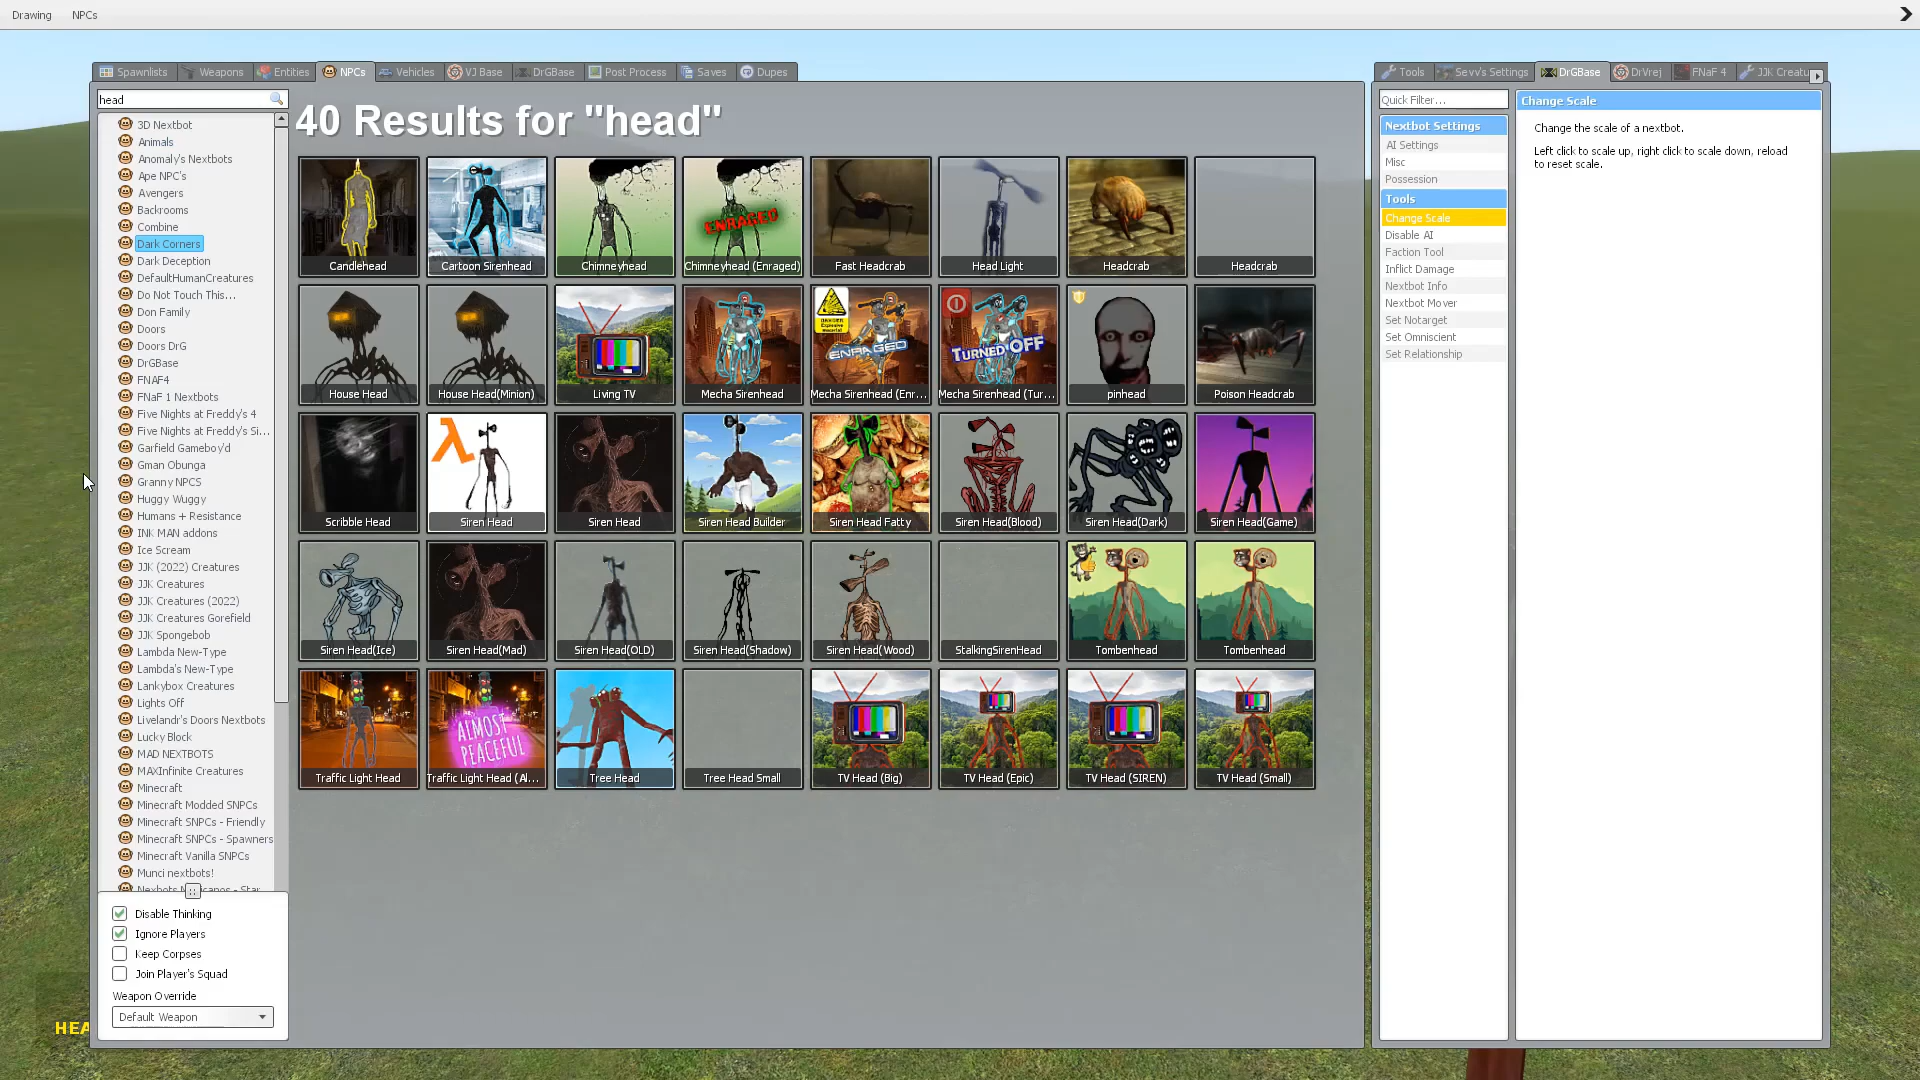 Drawing NPCs
Spawnlists Weapons Entities NPCs Vehicles VJ Base DrGBase Post Process Saves Dupes
head
40 Results for "head"
3D Nextbot
Animals
Anomaly's Nextbots
Ape NPC's
Avengers
Backrooms
Combine
Dark Corners
Dark Deception
DefaultHumanCreatures
Do Not Touch This...
Don Family
Doors
Doors DrG
DrGBase
FNAF4
FNaF 1 Nextbots
Five Nights at Freddy's 4
Five Nights at Freddy's Si...
Garfield Gameboy'd
Gman Obunga
Granny NPCS
Huggy Wuggy
Humans + Resistance
INK MAN addons
Ice Scream
JJK (2022) Creatures
JJK Creatures
JJK Creatures (2022)
JJK Creatures Gorefield
JJK Spongebob
Lambda New-Type
Lambda's New-Type
Lankybox Creatures
Lights Off
Livelandr's Doors Nextbots
Lucky Block
MAD NEXTBOTS
MAXInfinite Creatures
Minecraft
Minecraft Modded SNPCs
Minecraft SNPCs - Friendly
Minecraft SNPCs - Spawners
Minecraft Vanilla SNPCs
Munci nextbots!
Disable Thinking
Ignore Players
Keep Corpses
Join Player's Squad
Weapon Override
Default Weapon
HEA
ENRAGED
Candlehead Cartoon Sirenhead Chimneyhead Chimneyhead (Enraged) Fast Headcrab Head Light Headcrab Headcrab
DANGER
ENRAGED
TURNED OFF
House Head House Head(Minion) Living TV Mecha Sirenhead Mecha Sirenhead (Enr... Mecha Sirenhead (Tur... pinhead Poison Headcrab
λ
Scribble Head Siren Head Siren Head Siren Head Builder Siren Head Fatty Siren Head(Blood) Siren Head(Dark) Siren Head(Game)
Siren Head(Ice) Siren Head(Mad) Siren Head(OLD) Siren Head(Shadow) Siren Head(Wood) StalkingSirenHead Tombenhead Tombenhead
ALMOST
PEACEFUL
Traffic Light Head Traffic Light Head (Al... Tree Head Tree Head Small TV Head (Big) TV Head (Epic) TV Head (SIREN) TV Head (Small)
Tools Sevv's Settings DrGBase DrVrej FNaF 4 JJK Creatu
Quick Filter...
Nextbot Settings
AI Settings
Misc
Possession
Tools
Change Scale
Disable AI
Faction Tool
Inflict Damage
Nextbot Info
Nextbot Mover
Set Notarget
Set Omniscient
Set Relationship
Change Scale
Change the scale of a nextbot.
Left click to scale up, right click to scale down, reload
to reset scale.